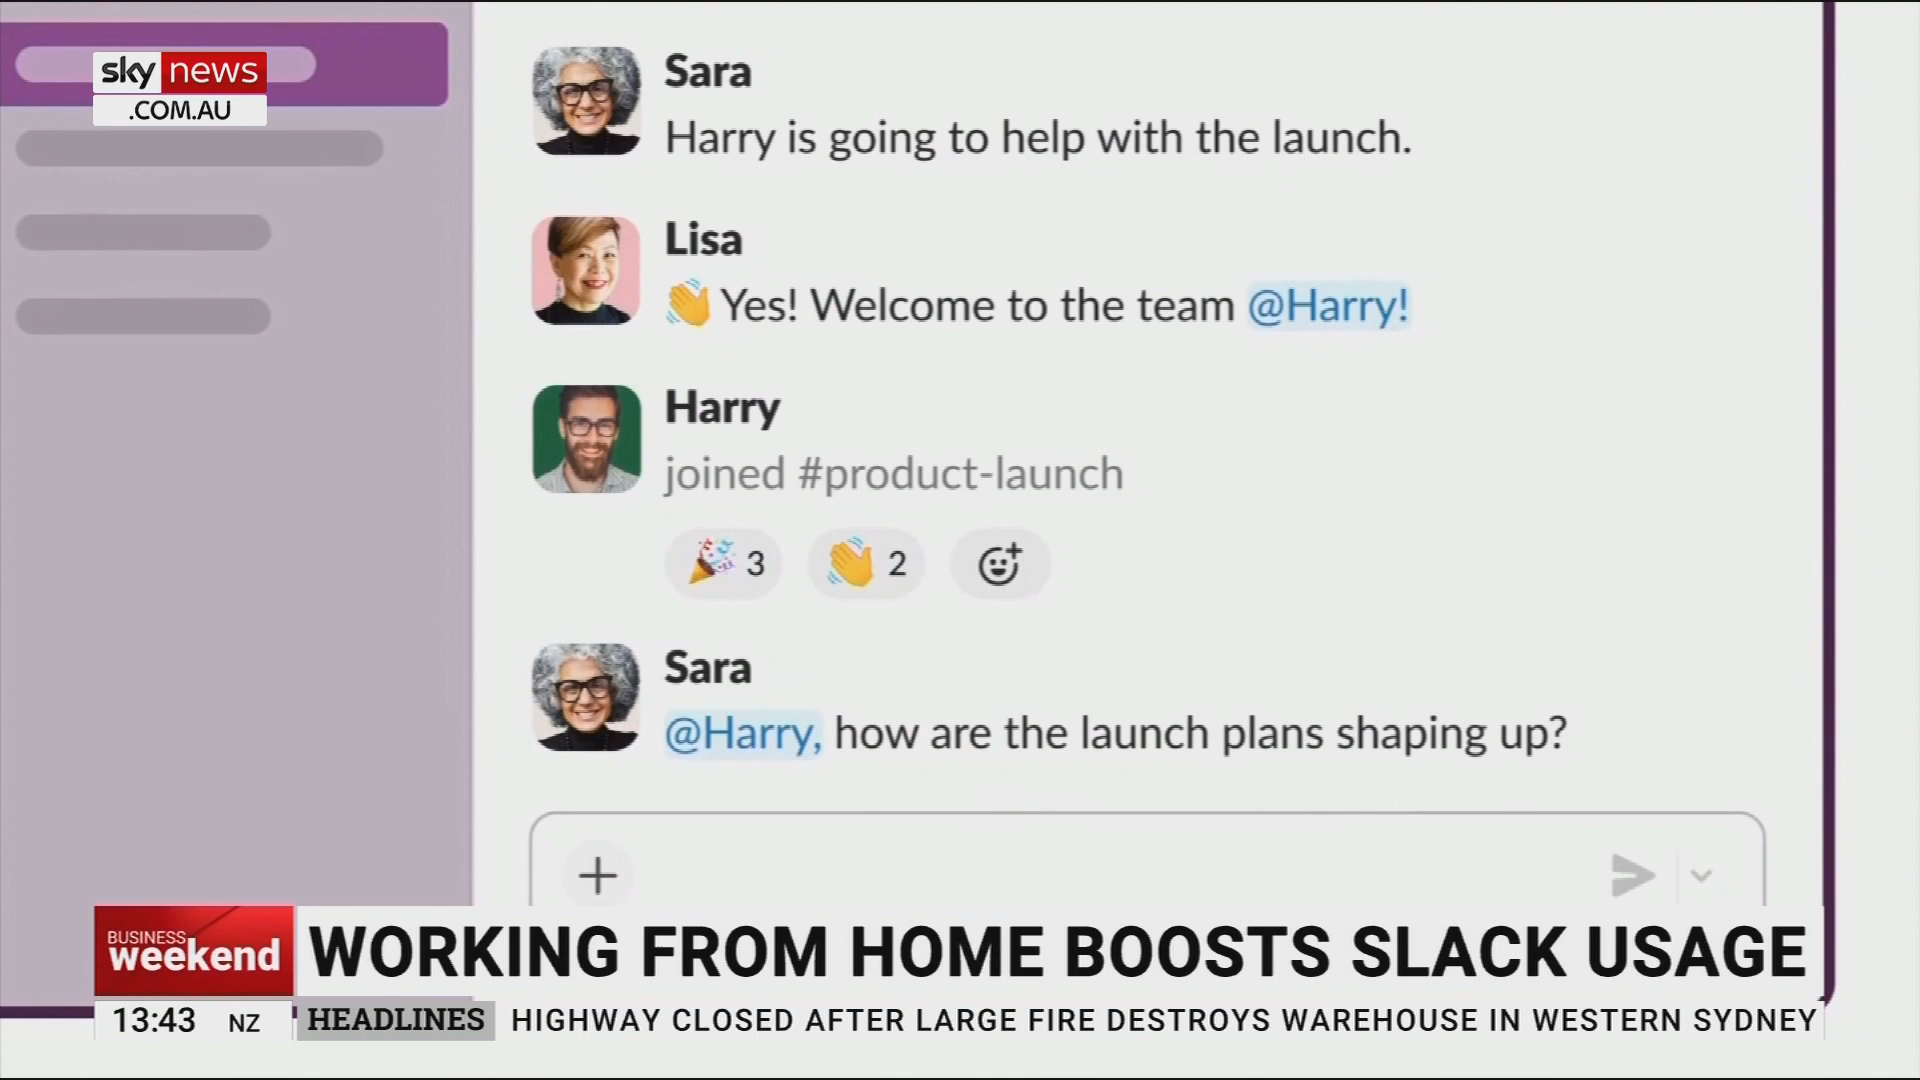 sky news
.COM.AU
Sara
Harry is going to help with the launch.
Lisa
👋 Yes! Welcome to the team @Harry!
Harry
joined #product-launch
🎉 3 👋 2
Sara
@Harry, how are the launch plans shaping up?
BUSINESS
weekend
WORKING FROM HOME BOOSTS SLACK USAGE
13:43 NZ
HEADLINES HIGHWAY CLOSED AFTER LARGE FIRE DESTROYS WAREHOUSE IN WESTERN SYDNEY